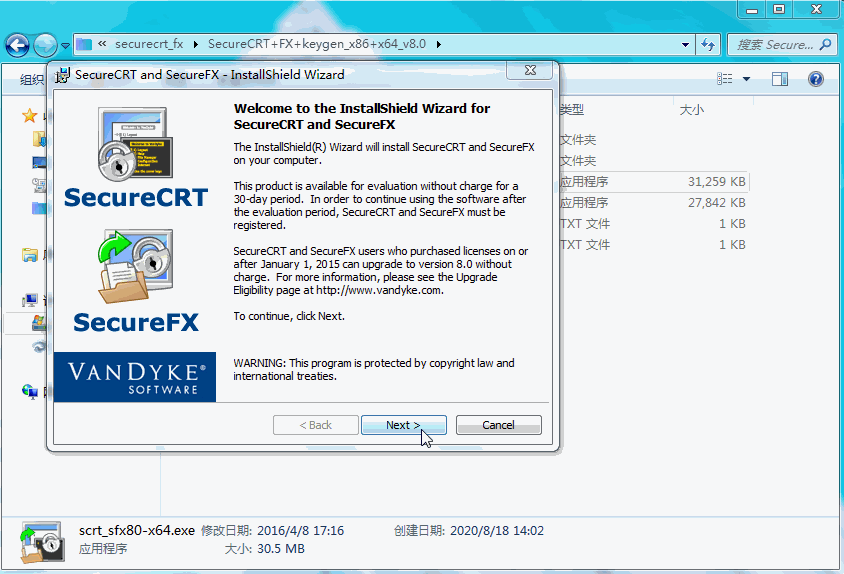 « securecrt_fx ▸ SecureCRT+FX+keygen_x86+x64_v8.0 ▸
搜索 Secure...
组织
SecureCRT and SecureFX - InstallShield Wizard
类型 大小
文件夹
文件夹
应用程序 31,259 KB
应用程序 27,842 KB
TXT 文件 1 KB
TXT 文件 1 KB
SecureCRT
SecureFX
VANDYKE®
SOFTWARE
Welcome to the InstallShield Wizard for
SecureCRT and SecureFX
The InstallShield(R) Wizard will install SecureCRT and SecureFX
on your computer.
This product is available for evaluation without charge for a
30-day period. In order to continue using the software after
the evaluation period, SecureCRT and SecureFX must be
registered.
SecureCRT and SecureFX users who purchased licenses on or
after January 1, 2015 can upgrade to version 8.0 without
charge. For more information, please see the Upgrade
Eligibility page at http://www.vandyke.com.
To continue, click Next.
WARNING: This program is protected by copyright law and
international treaties.
< Back Next > Cancel
scrt_sfx80-x64.exe 修改日期: 2016/4/8 17:16 创建日期: 2020/8/18 14:02
应用程序 大小: 30.5 MB